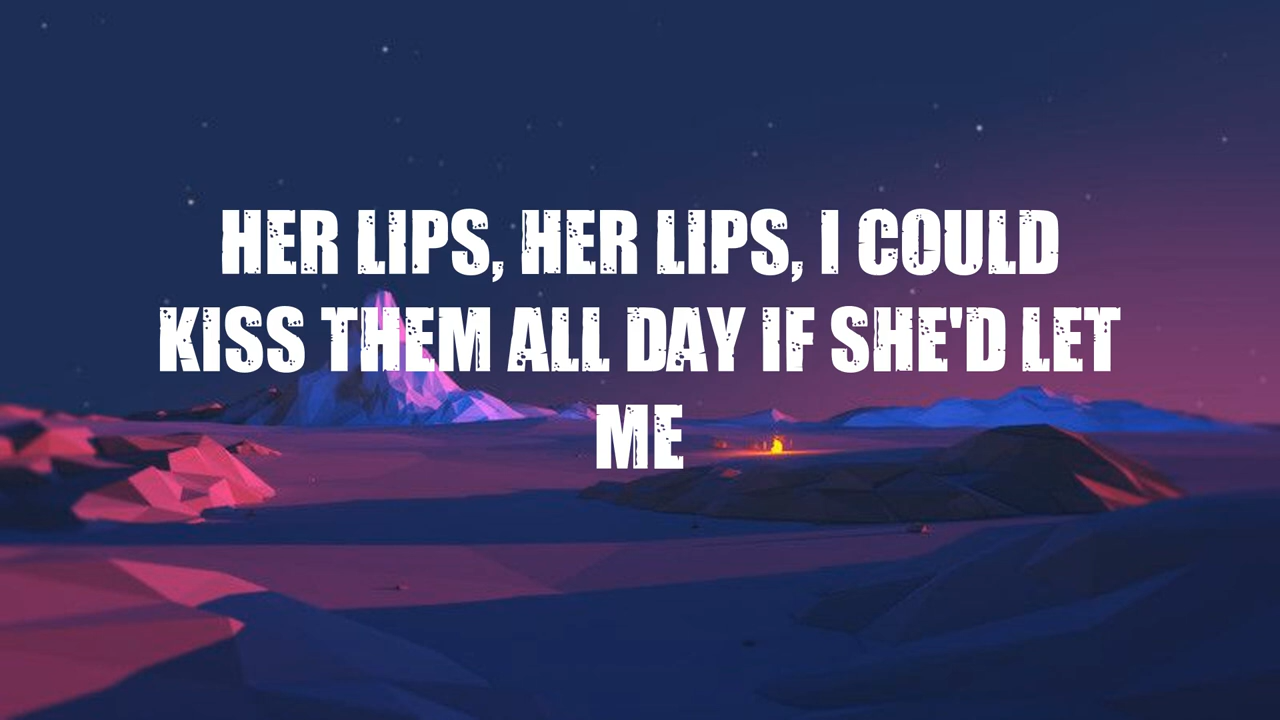 HER LIPS, HER LIPS, I COULD
KISS THEM ALL DAY IF SHE'D LET
ME